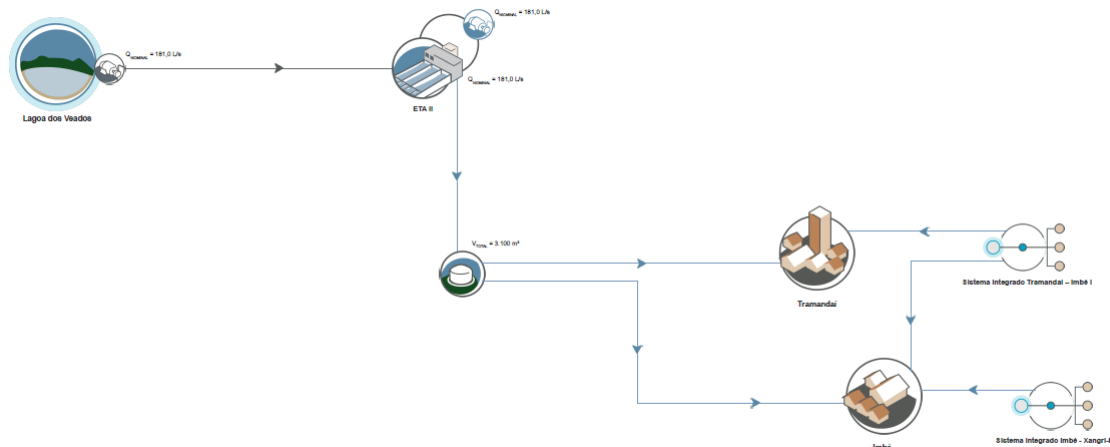 Q NOMINAL = 181,0 L/s
Q NOMINAL = 181,0 L/s
Q NOMINAL = 181,0 L/s
ETA II
Lagoa dos Veados
V TOTAL = 3.100 m³
Tramandaí
Sistema Integrado Tramandaí – Imbé I
Sistema Integrado Imbé - Xangri-l